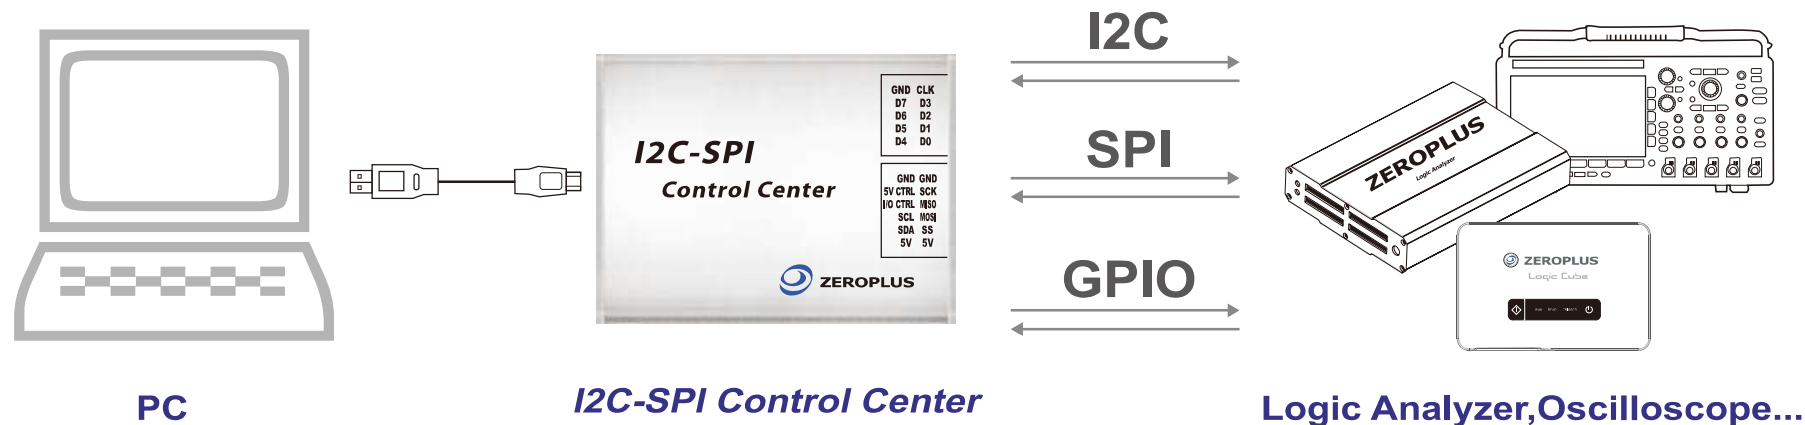 I2C
GND CLK
D7 D3
D6 D2
D5 D1
D4 D0
I2C-SPI
Control Center
GND GND
5V CTRL SCK
I/O CTRL MISO
SCL MOSI
SDA SS
5V 5V
ZEROPLUS
SPI
GPIO
ZEROPLUS
Logic Analyzer
ZEROPLUS
Logic Cube
PC
I2C-SPI Control Center
Logic Analyzer,Oscilloscope...